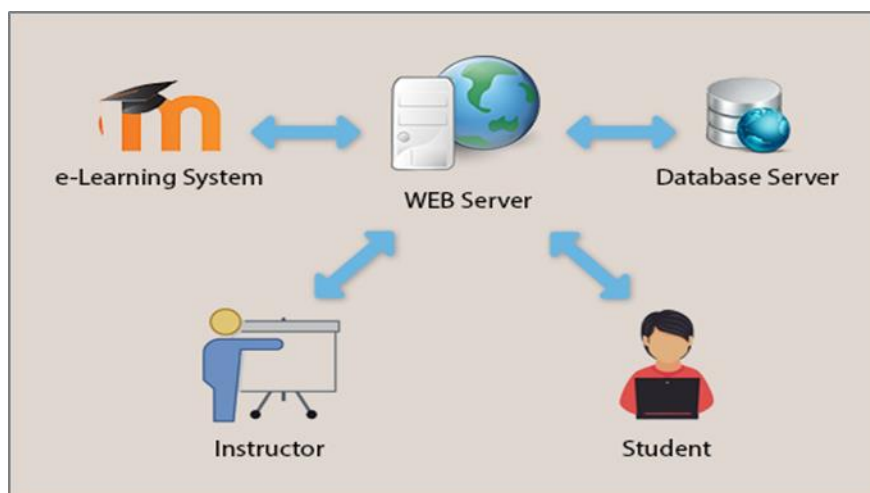 m
e-Learning System
WEB Server
Database Server
Instructor
Student